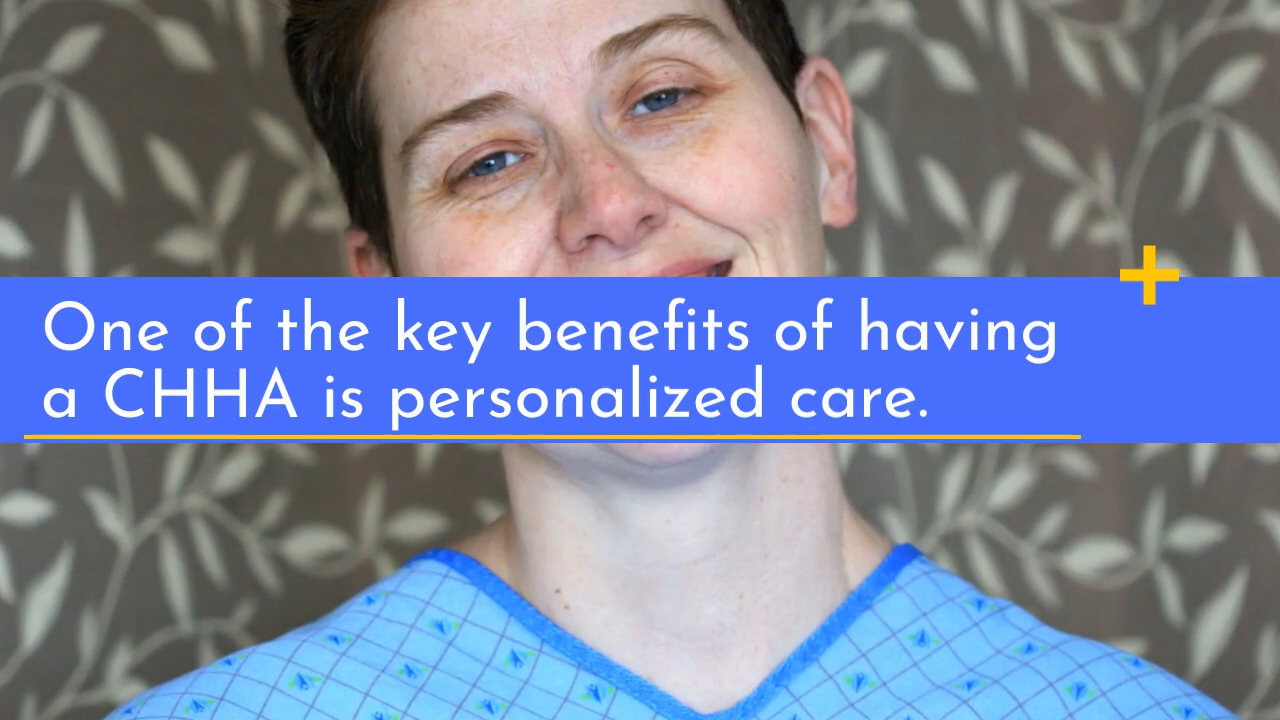 One of the key benefits of having
a CHHA is personalized care.